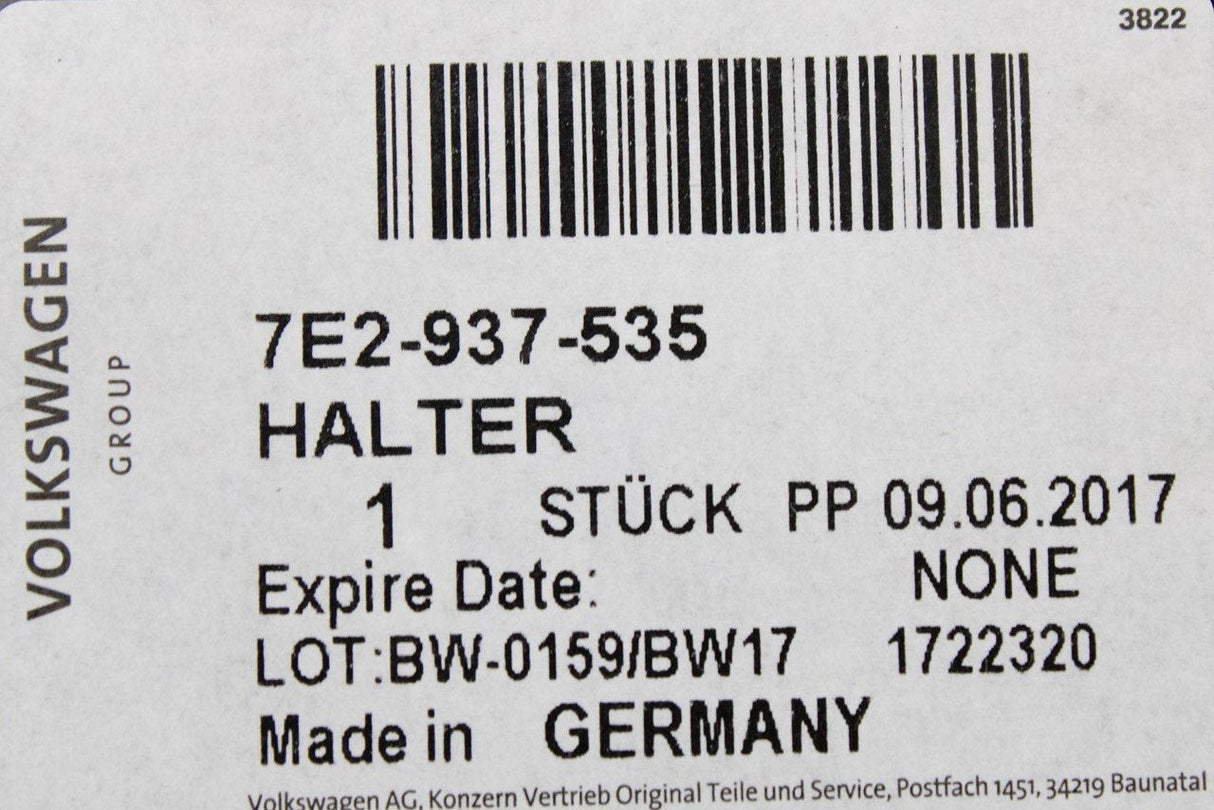 3822
VOLKSWAGEN
GROUP
7E2-937-535
HALTER
1 STÜCK PP 09.06.2017
Expire Date: NONE
LOT:BW-0159/BW17 1722320
Made in GERMANY
Volkswagen AG, Konzern Vertrieb Original Teile und Service, Postfach 1451, 34219 Baunatal